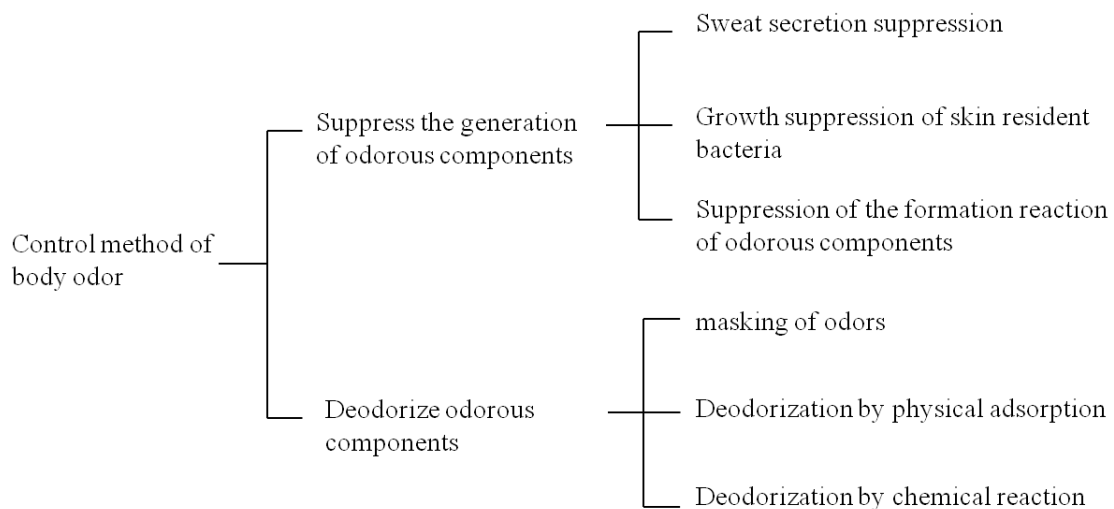 Control method of
body odor
Suppress the generation
of odorous components
Sweat secretion suppression
Growth suppression of skin resident
bacteria
Suppression of the formation reaction
of odorous components
Deodorize odorous
components
masking of odors
Deodorization by physical adsorption
Deodorization by chemical reaction